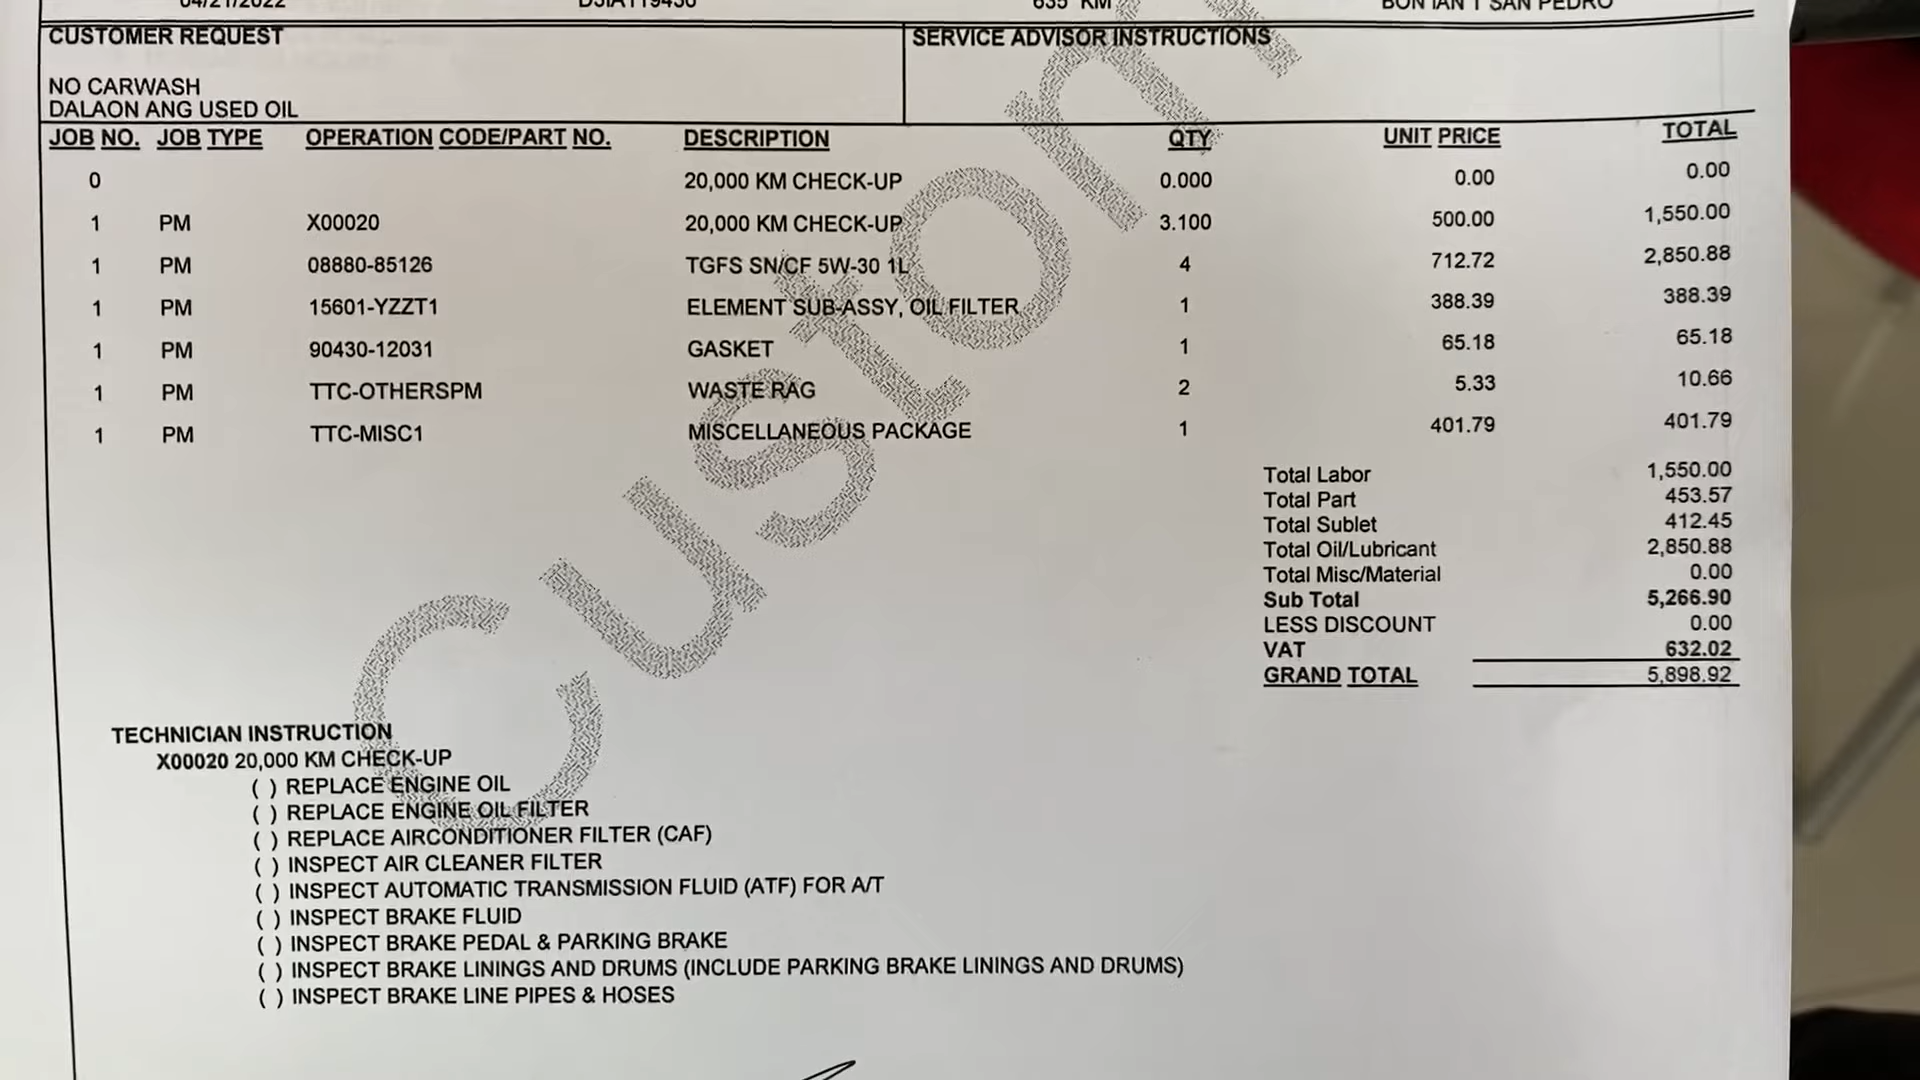 04/21/2022 635 KM BON IAN T SAN PEDRO
CUSTOMER REQUEST SERVICE ADVISOR INSTRUCTIONS
NO CARWASH
DALAON ANG USED OIL
JOB NO. JOB TYPE OPERATION CODE/PART NO. DESCRIPTION QTY UNIT PRICE TOTAL
0 20,000 KM CHECK-UP 0.000 0.00 0.00
1 PM X00020 20,000 KM CHECK-UP 3.100 500.00 1,550.00
1 PM 08880-85126 TGFS SN/CF 5W-30 1L 4 712.72 2,850.88
1 PM 15601-YZZT1 ELEMENT SUB-ASSY, OIL FILTER 1 388.39 388.39
1 PM 90430-12031 GASKET 1 65.18 65.18
1 PM TTC-OTHERSPM WASTE RAG 2 5.33 10.66
1 PM TTC-MISC1 MISCELLANEOUS PACKAGE 1 401.79 401.79
Total Labor 1,550.00
Total Part 453.57
Total Sublet 412.45
Total Oil/Lubricant 2,850.88
Total Misc/Material 0.00
Sub Total 5,266.90
LESS DISCOUNT 0.00
VAT 632.02
GRAND TOTAL 5,898.92
Custom
TECHNICIAN INSTRUCTION
X00020 20,000 KM CHECK-UP
( ) REPLACE ENGINE OIL
( ) REPLACE ENGINE OIL FILTER
( ) REPLACE AIRCONDITIONER FILTER (CAF)
( ) INSPECT AIR CLEANER FILTER
( ) INSPECT AUTOMATIC TRANSMISSION FLUID (ATF) FOR A/T
( ) INSPECT BRAKE FLUID
( ) INSPECT BRAKE PEDAL & PARKING BRAKE
( ) INSPECT BRAKE LININGS AND DRUMS (INCLUDE PARKING BRAKE LININGS AND DRUMS)
( ) INSPECT BRAKE LINE PIPES & HOSES